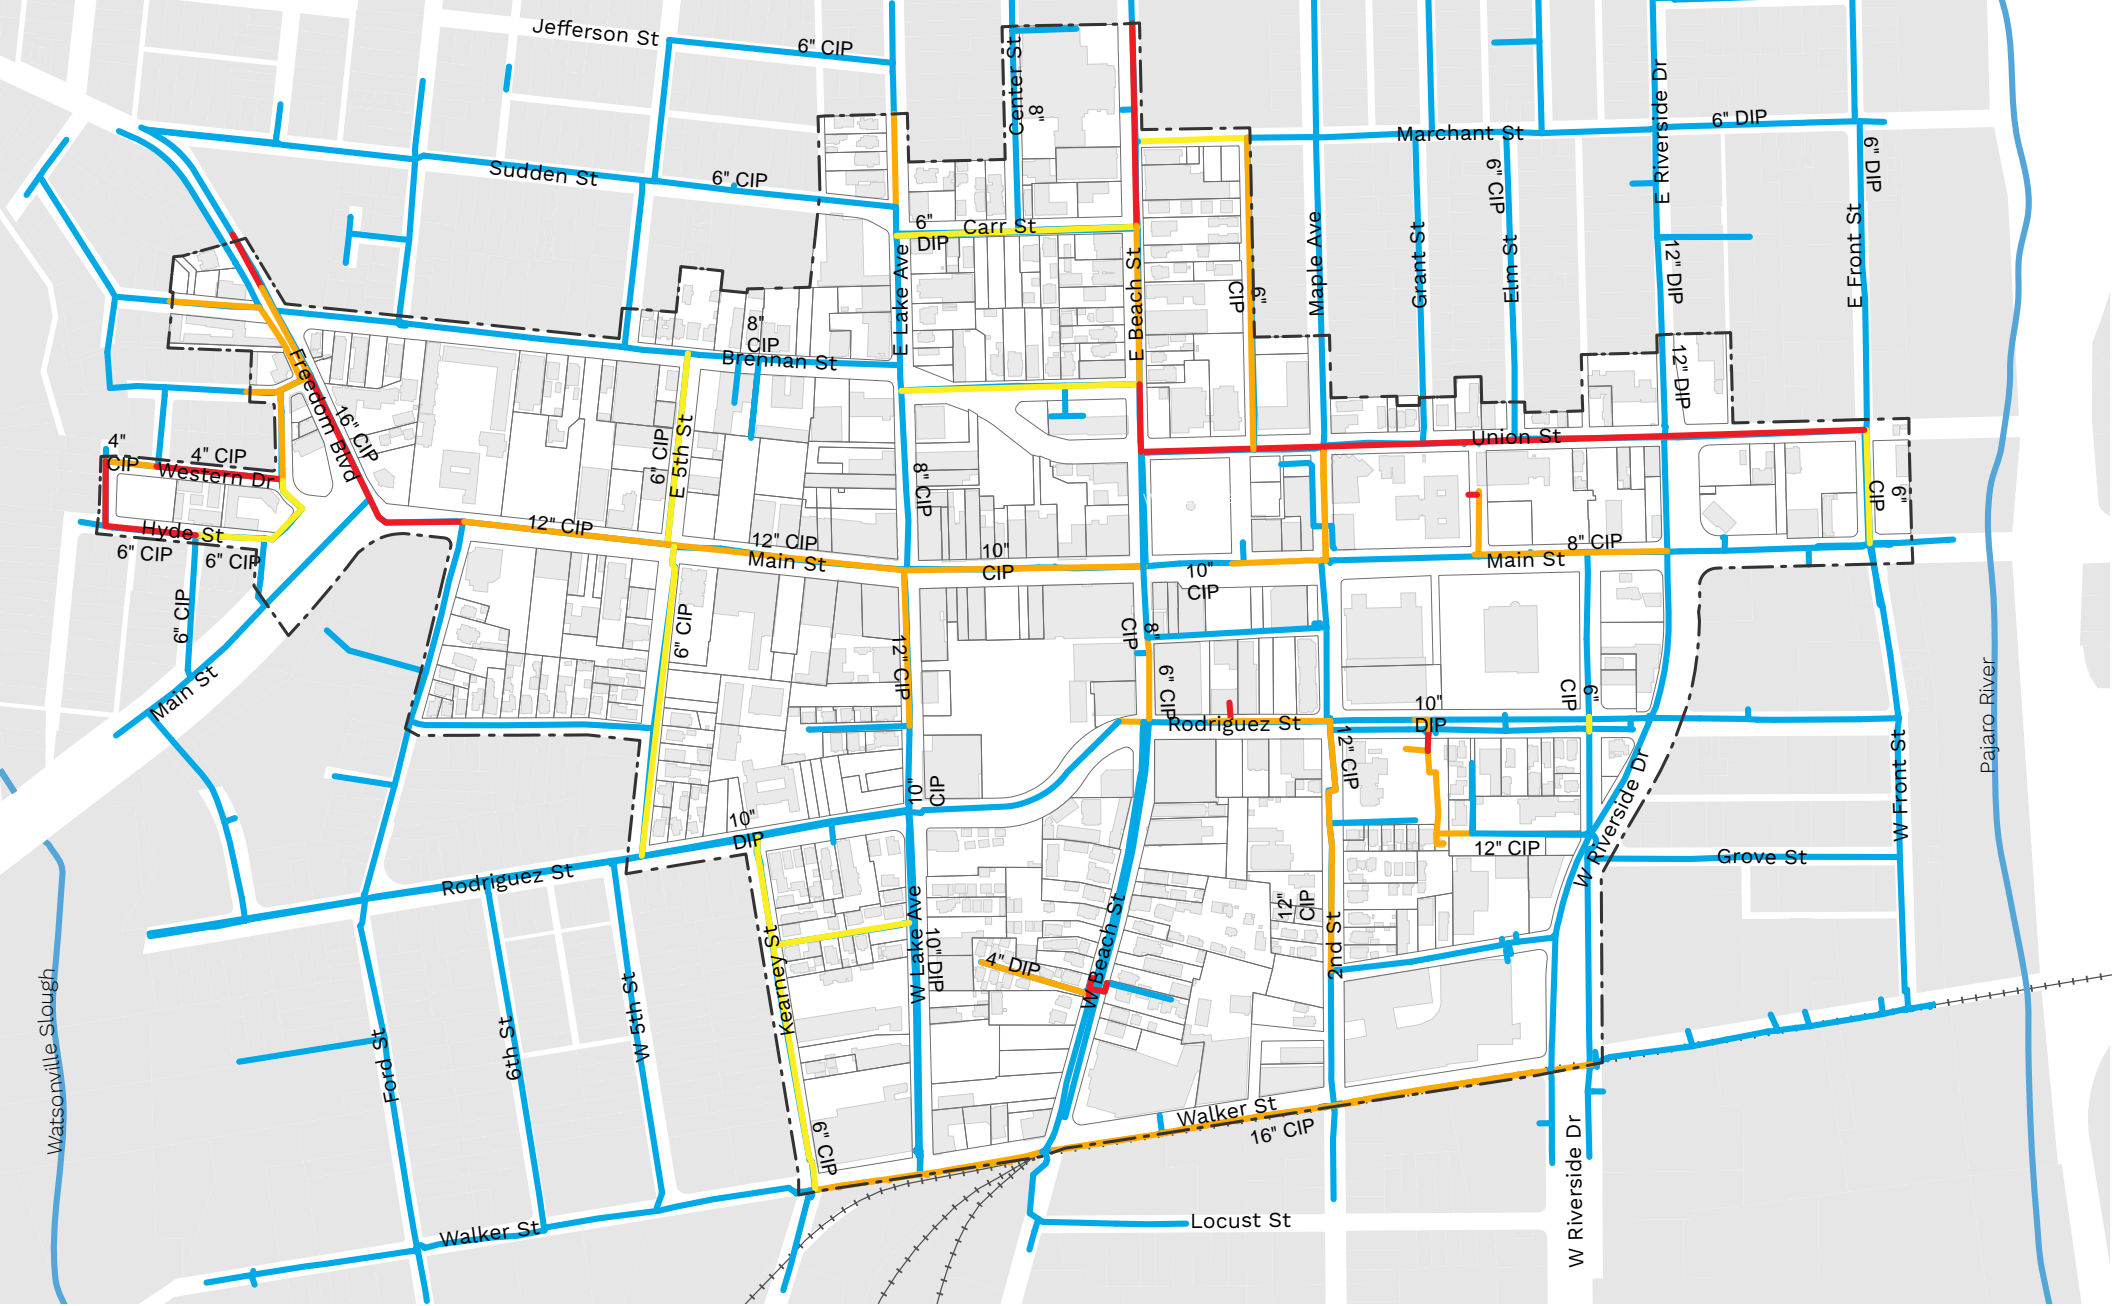 Jefferson St
6" CIP
Center St
8"
E Riverside Dr
Marchant St
6" DIP
6" DIP
Sudden St
6" CIP
6" CIP
6"
DIP
Carr St
E Lake Ave
E Beach St
6"
CIP
Maple Ave
Grant St
Elm St
12" DIP
E Front St
8"
CIP
Brennan St
12" DIP
Freedom Blvd
16" CIP
4"
CIP
4" CIP
Western Dr
6" CIP
E 5th St
8" CIP
Union St
6"
CIP
Hyde St
6" CIP
6" CIP
12" CIP
12" CIP
Main St
10"
CIP
10"
CIP
8" CIP
Main St
6" CIP
6" CIP
12" CIP
8"
CIP
6" CIP
6"
CIP
Main St
Rodriguez St
10"
DIP
12" CIP
Pajaro River
W Front St
W Riverside Dr
10"
CIP
10"
DIP
12" CIP
Grove St
Rodriguez St
W Lake Ave
10" DIP
Kearney St
4" DIP
W Beach St
12"
CIP
2nd St
Watsonville Slough
Ford St
6th St
W 5th St
6" CIP
Walker St
16" CIP
W Riverside Dr
Walker St
Locust St